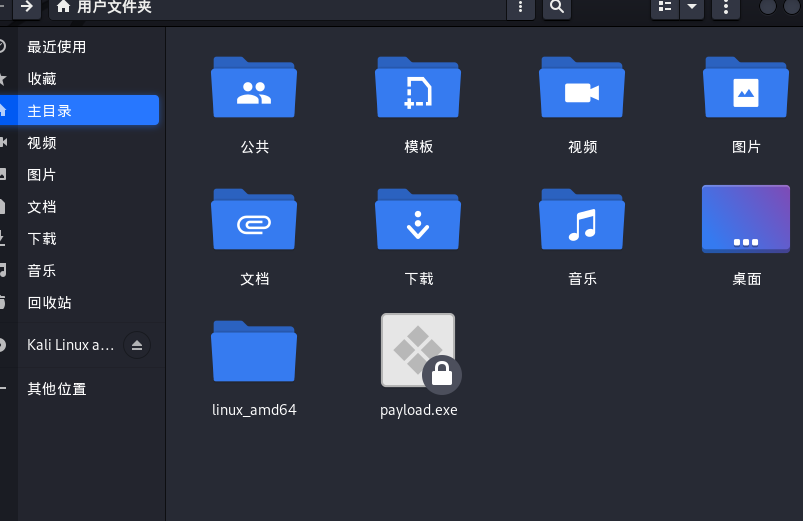 用户文件夹
最近使用
收藏
主目录
视频
图片
文档
下载
音乐
回收站
Kali Linux a...
其他位置
公共
模板
视频
图片
文档
下载
音乐
桌面
linux_amd64
payload.exe